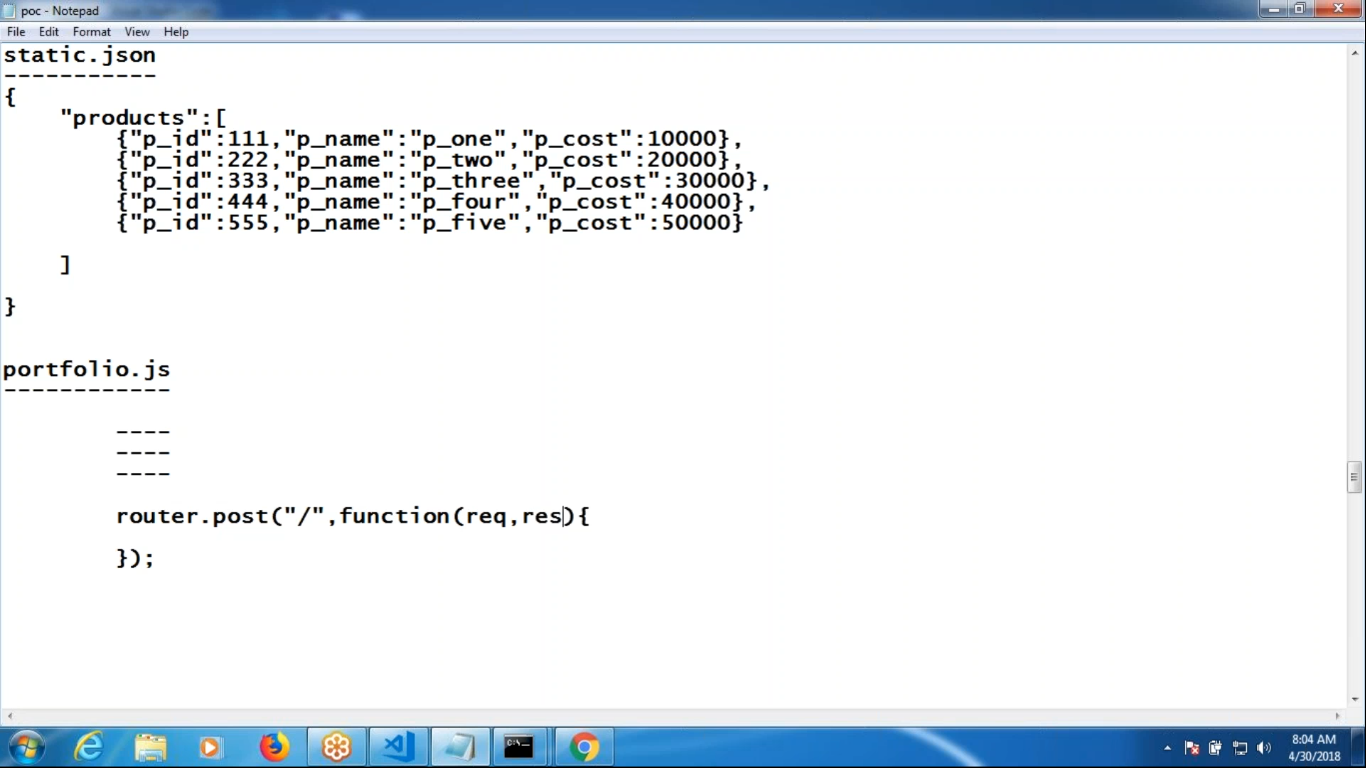 poc - Notepad
File Edit Format View Help
static.json
-----------
{
"products":[
{"p_id":111,"p_name":"p_one","p_cost":10000},
{"p_id":222,"p_name":"p_two","p_cost":20000},
{"p_id":333,"p_name":"p_three","p_cost":30000},
{"p_id":444,"p_name":"p_four","p_cost":40000},
{"p_id":555,"p_name":"p_five","p_cost":50000}
]
}
portfolio.js
------------
----
----
----
router.post("/",function(req,res){
});
8:04 AM
4/30/2018